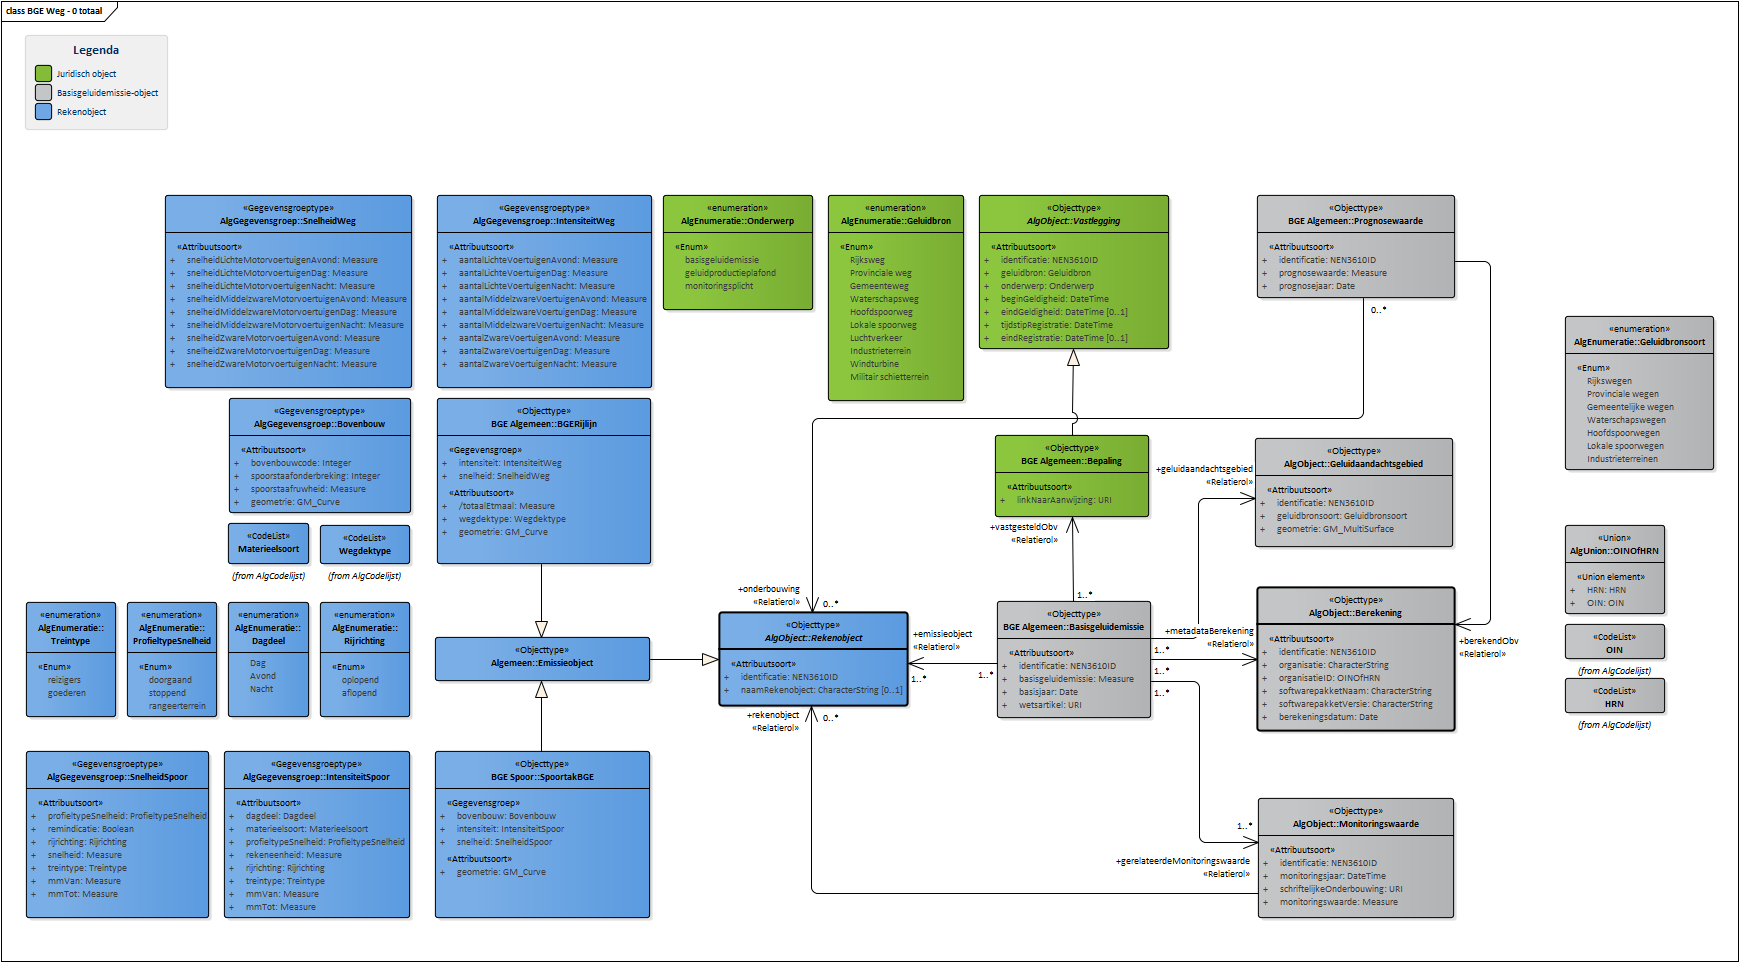 class BGE Weg - 0 totaal
Legenda
Juridisch object
Basisgeluidemissie-object
Rekenobject
«Gegevensgroeptype»
AlgGegevensgroep::SnelheidWeg
«Attribuutsoort»
+ snelheidLichteMotorvoertuigenAvond: Measure
+ snelheidLichteMotorvoertuigenDag: Measure
+ snelheidLichteMotorvoertuigenNacht: Measure
+ snelheidMiddelzwareMotorvoertuigenAvond: Measure
+ snelheidMiddelzwareMotorvoertuigenDag: Measure
+ snelheidMiddelzwareMotorvoertuigenNacht: Measure
+ snelheidZwareMotorvoertuigenAvond: Measure
+ snelheidZwareMotorvoertuigenDag: Measure
+ snelheidZwareMotorvoertuigenNacht: Measure
«Gegevensgroeptype»
AlgGegevensgroep::IntensiteitWeg
«Attribuutsoort»
+ aantalLichteVoertuigenAvond: Measure
+ aantalLichteVoertuigenDag: Measure
+ aantalLichteVoertuigenNacht: Measure
+ aantalMiddelzwareVoertuigenAvond: Measure
+ aantalMiddelzwareVoertuigenDag: Measure
+ aantalMiddelzwareVoertuigenNacht: Measure
+ aantalZwareVoertuigenAvond: Measure
+ aantalZwareVoertuigenDag: Measure
+ aantalZwareVoertuigenNacht: Measure
«enumeration»
AlgEnumeratie::Onderwerp
«Enum»
basisgeluidemissie
geluidproductieplafond
monitoringsplicht
«enumeration»
AlgEnumeratie::Geluidbron
«Enum»
Rijksweg
Provinciale weg
Gemeenteweg
Waterschapsweg
Hoofdspoorweg
Lokale spoorweg
Luchtverkeer
Industrieterrein
Windturbine
Militair schietterrein
«Objecttype»
AlgObject::Vastlegging
«Attribuutsoort»
+ identificatie: NEN3610ID
+ geluidbron: Geluidbron
+ onderwerp: Onderwerp
+ beginGeldigheid: DateTime
+ eindGeldigheid: DateTime [0..1]
+ tijdstipRegistratie: DateTime
+ eindRegistratie: DateTime [0..1]
«Objecttype»
BGE Algemeen::Prognosewaarde
«Attribuutsoort»
+ identificatie: NEN3610ID
+ prognosewaarde: Measure
+ prognosejaar: Date
0..*
«enumeration»
AlgEnumeratie::Geluidbronsoort
«Enum»
Rijkswegen
Provinciale wegen
Gemeentelijke wegen
Waterschapswegen
Hoofdspoorwegen
Lokale spoorwegen
Industrieterreinen
«Gegevensgroeptype»
AlgGegevensgroep::Bovenbouw
«Attribuutsoort»
+ bovenbouwcode: Integer
+ spoorstaafonderbreking: Integer
+ spoorstaafruwheid: Measure
+ geometrie: GM_Curve
«Objecttype»
BGE Algemeen::BGERijlijn
«Gegevensgroep»
+ intensiteit: IntensiteitWeg
+ snelheid: SnelheidWeg
«Attribuutsoort»
+ /totaalEtmaal: Measure
+ wegdektype: Wegdektype
+ geometrie: GM_Curve
«Objecttype»
BGE Algemeen::Bepaling
«Attribuutsoort»
+ linkNaarAanwijzing: URI
+vastgesteldObv
«Relatierol»
1..*
+geluidaandachtsgebied
«Relatierol»
«Objecttype»
AlgObject::Geluidaandachtsgebied
«Attribuutsoort»
+ identificatie: NEN3610ID
+ geluidbronsoort: Geluidbronsoort
+ geometrie: GM_MultiSurface
«CodeList»
Materieelsoort
(from AlgCodelijst)
«CodeList»
Wegdektype
(from AlgCodelijst)
«Union»
AlgUnion::OINOfHRN
«Union element»
+ HRN: HRN
+ OIN: OIN
«CodeList»
OIN
(from AlgCodelijst)
«CodeList»
HRN
(from AlgCodelijst)
«enumeration»
AlgEnumeratie::
Treintype
«Enum»
reizigers
goederen
«enumeration»
AlgEnumeratie::
ProfieltypeSnelheid
«Enum»
doorgaand
stoppend
rangeerterrein
«enumeration»
AlgEnumeratie::
Dagdeel
Dag
Avond
Nacht
«enumeration»
AlgEnumeratie::
Rijrichting
«Enum»
oplopend
aflopend
«Objecttype»
Algemeen::Emissieobject
+onderbouwing
«Relatierol»
0..*
«Objecttype»
AlgObject::Rekenobject
«Attribuutsoort»
+ identificatie: NEN3610ID
+ naamRekenobject: CharacterString [0..1]
+rekenobject
«Relatierol»
0..*
+emissieobject
«Relatierol»
1..*
1..*
«Objecttype»
BGE Algemeen::Basisgeluidemissie
«Attribuutsoort»
+ identificatie: NEN3610ID
+ basisgeluidemissie: Measure
+ basisjaar: Date
+ wetsartikel: URI
+metadataBerekening
«Relatierol»
1..*
1..*
1..*
«Objecttype»
AlgObject::Berekening
«Attribuutsoort»
+ identificatie: NEN3610ID
+ organisatie: CharacterString
+ organisatieID: OINOfHRN
+ softwarepakketNaam: CharacterString
+ softwarepakketVersie: CharacterString
+ berekeningsdatum: Date
+berekendObv
«Relatierol»
«Gegevensgroeptype»
AlgGegevensgroep::SnelheidSpoor
«Attribuutsoort»
+ profieltypeSnelheid: ProfieltypeSnelheid
+ remindicatie: Boolean
+ rijrichting: Rijrichting
+ snelheid: Measure
+ treintype: Treintype
+ mmVan: Measure
+ mmTot: Measure
«Gegevensgroeptype»
AlgGegevensgroep::IntensiteitSpoor
«Attribuutsoort»
+ dagdeel: Dagdeel
+ materieelsoort: Materieelsoort
+ profieltypeSnelheid: ProfieltypeSnelheid
+ rekeneenheid: Measure
+ rijrichting: Rijrichting
+ treintype: Treintype
+ mmVan: Measure
+ mmTot: Measure
«Objecttype»
BGE Spoor::SpoortakBGE
«Gegevensgroep»
+ bovenbouw: Bovenbouw
+ intensiteit: IntensiteitSpoor
+ snelheid: SnelheidSpoor
«Attribuutsoort»
+ geometrie: GM_Curve
1..*
+gerelateerdeMonitoringswaarde
«Relatierol»
«Objecttype»
AlgObject::Monitoringswaarde
«Attribuutsoort»
+ identificatie: NEN3610ID
+ monitoringsjaar: DateTime
+ schriftelijkeOnderbouwing: URI
+ monitoringswaarde: Measure